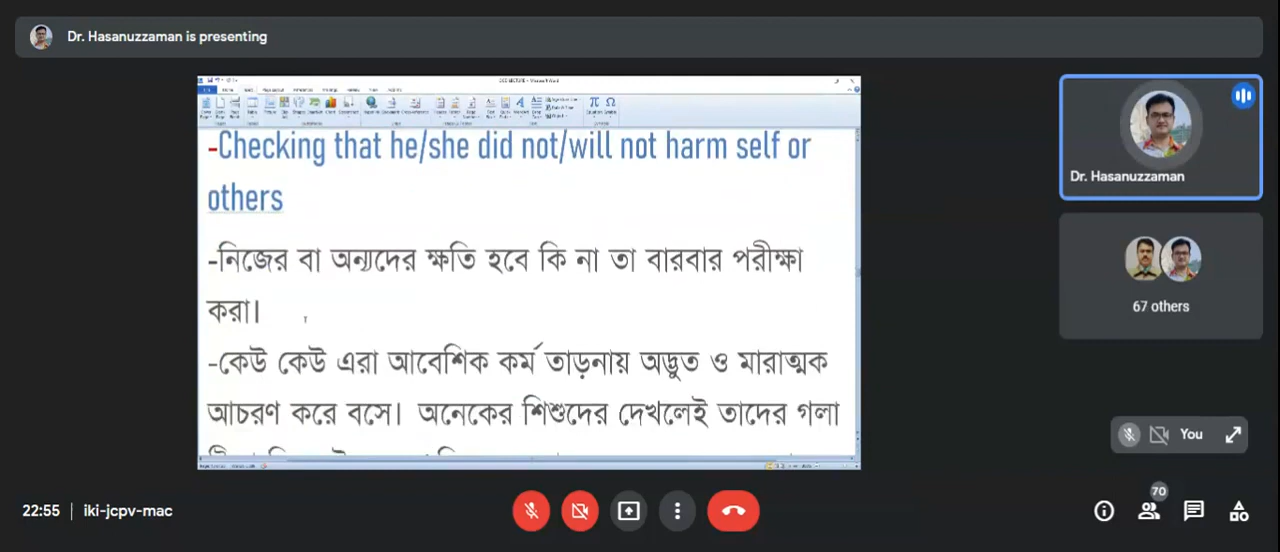 Dr. Hasanuzzaman is presenting
-Checking that he/she did not/will not harm self or
others
-নিজের বা অন্যদের ক্ষতি হবে কি না তা বারবার পরীক্ষা
করা।
-কেউ কেউ এরা আবেশিক কর্ম তাড়নায় অদ্ভুত ও মারাত্মক
আচরণ করে বসে। অনেকের শিশুদের দেখলেই তাদের গলা
Dr. Hasanuzzaman
67 others
You
22:55 | iki-jcpv-mac
70